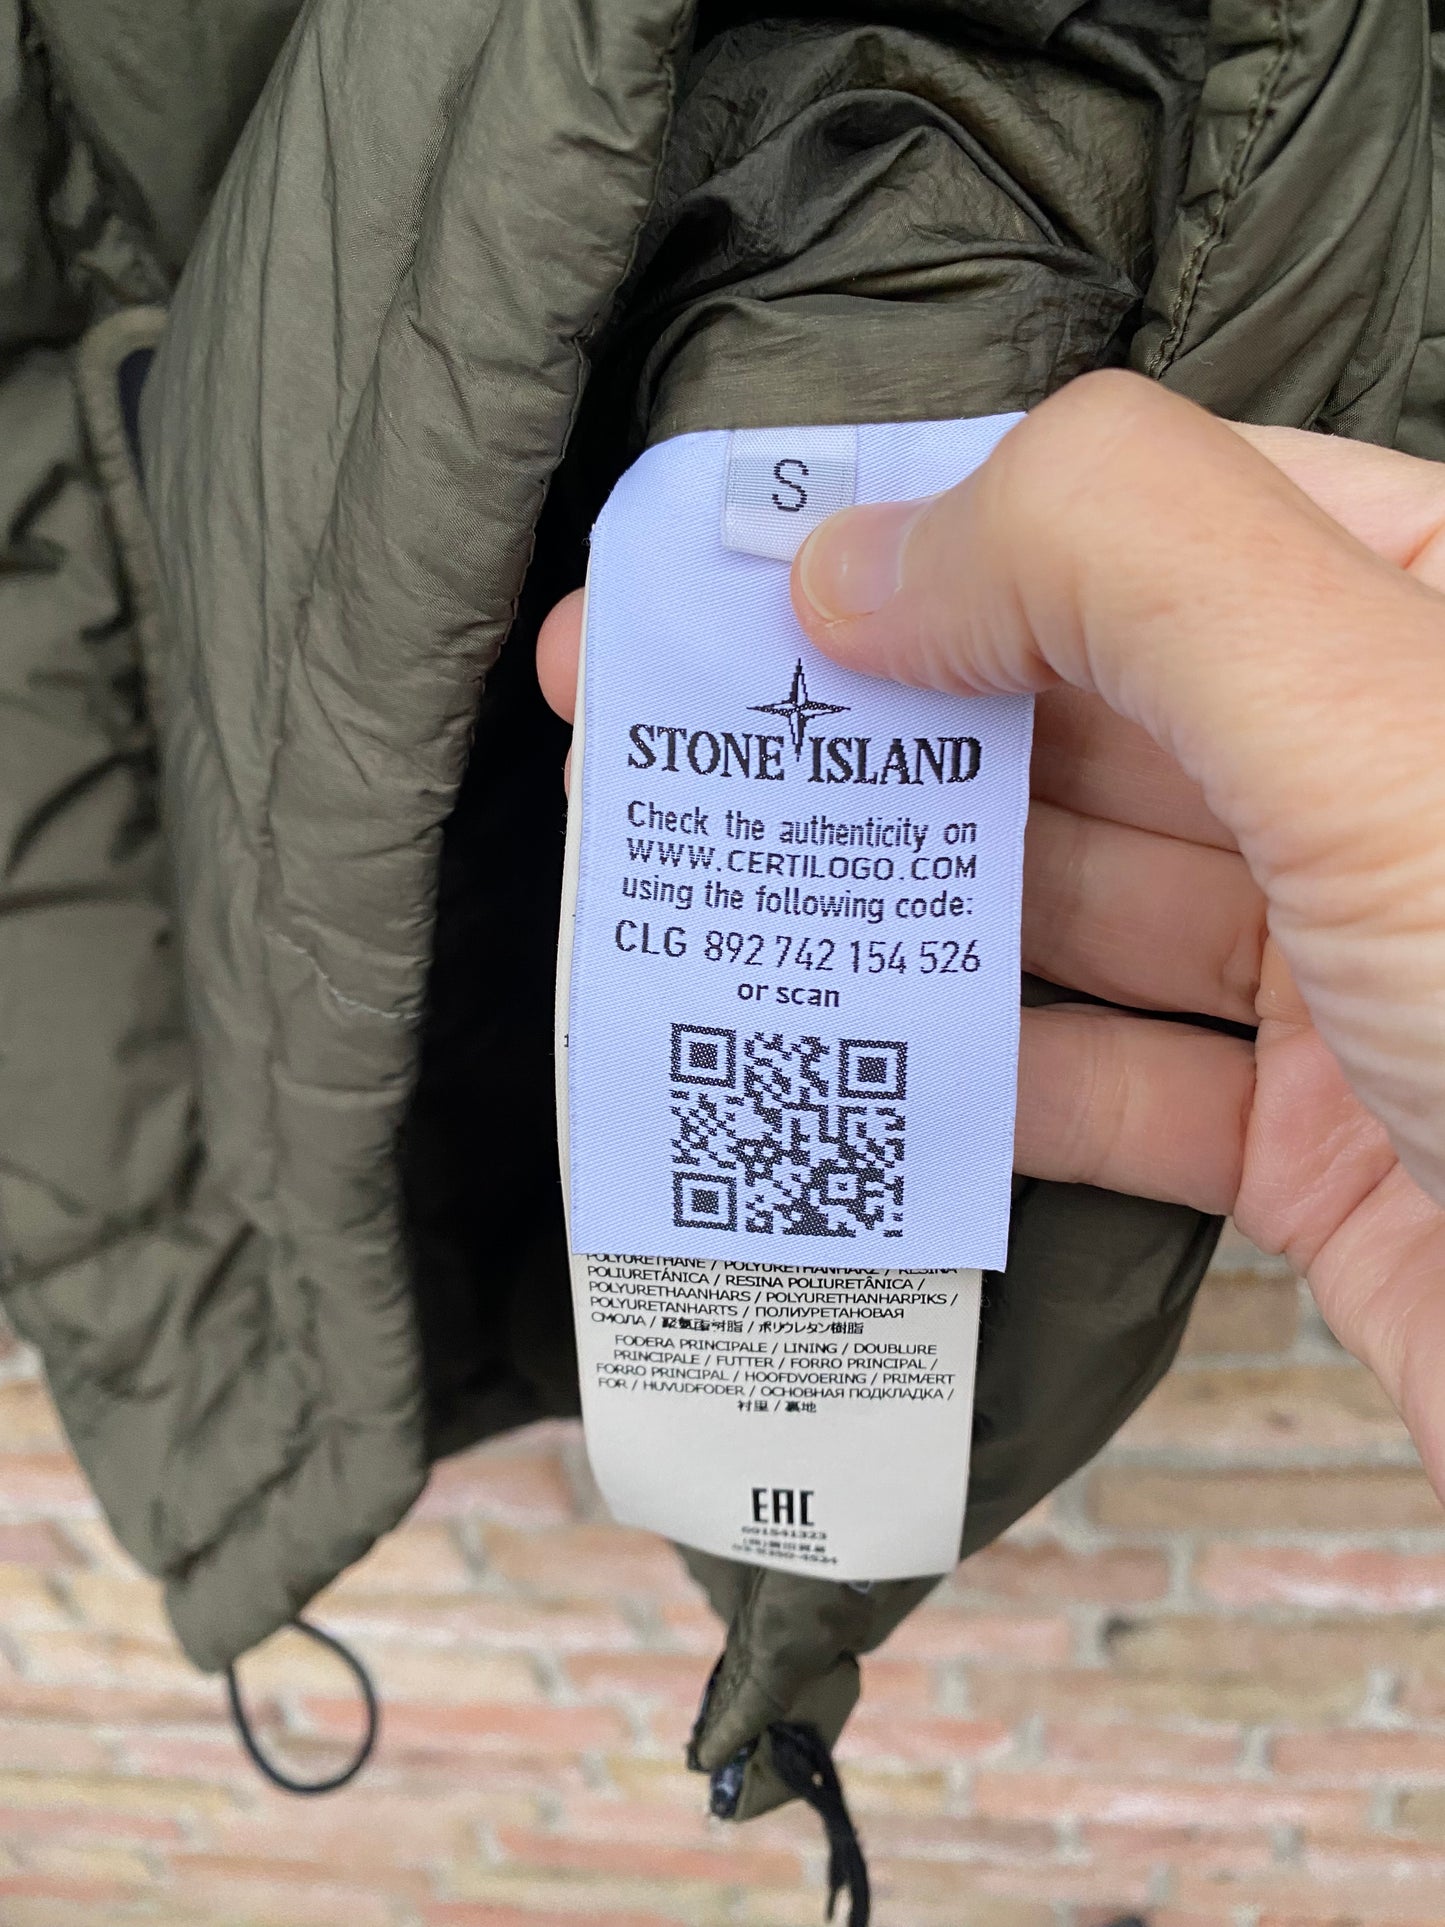 S
STONE ISLAND
Check the authenticity on
WWW.CERTILOGO.COM
using the following code:
CLG 892 742 154 526
or scan
POLYURETHANE / POLYURETHANHARZ / RESINA
POLIURETÁNICA / RESINA POLIURETÂNICA /
POLYURETHAANHARS / POLYURETHANHARPIKS /
POLYURETANHARTS / ПОЛИУРЕТАНОВАЯ
СМОЛА / 聚氨酯树脂 / ポリウレタン樹脂
FODERA PRINCIPALE / LINING / DOUBLURE
PRINCIPALE / FUTTER / FORRO PRINCIPAL /
FORRO PRINCIPAL / HOOFDVOERING / PRIMÆRT
FOR / HUVUDFODER / ОСНОВНАЯ ПОДКЛАДКА /
衬里 / 裏地
EAC